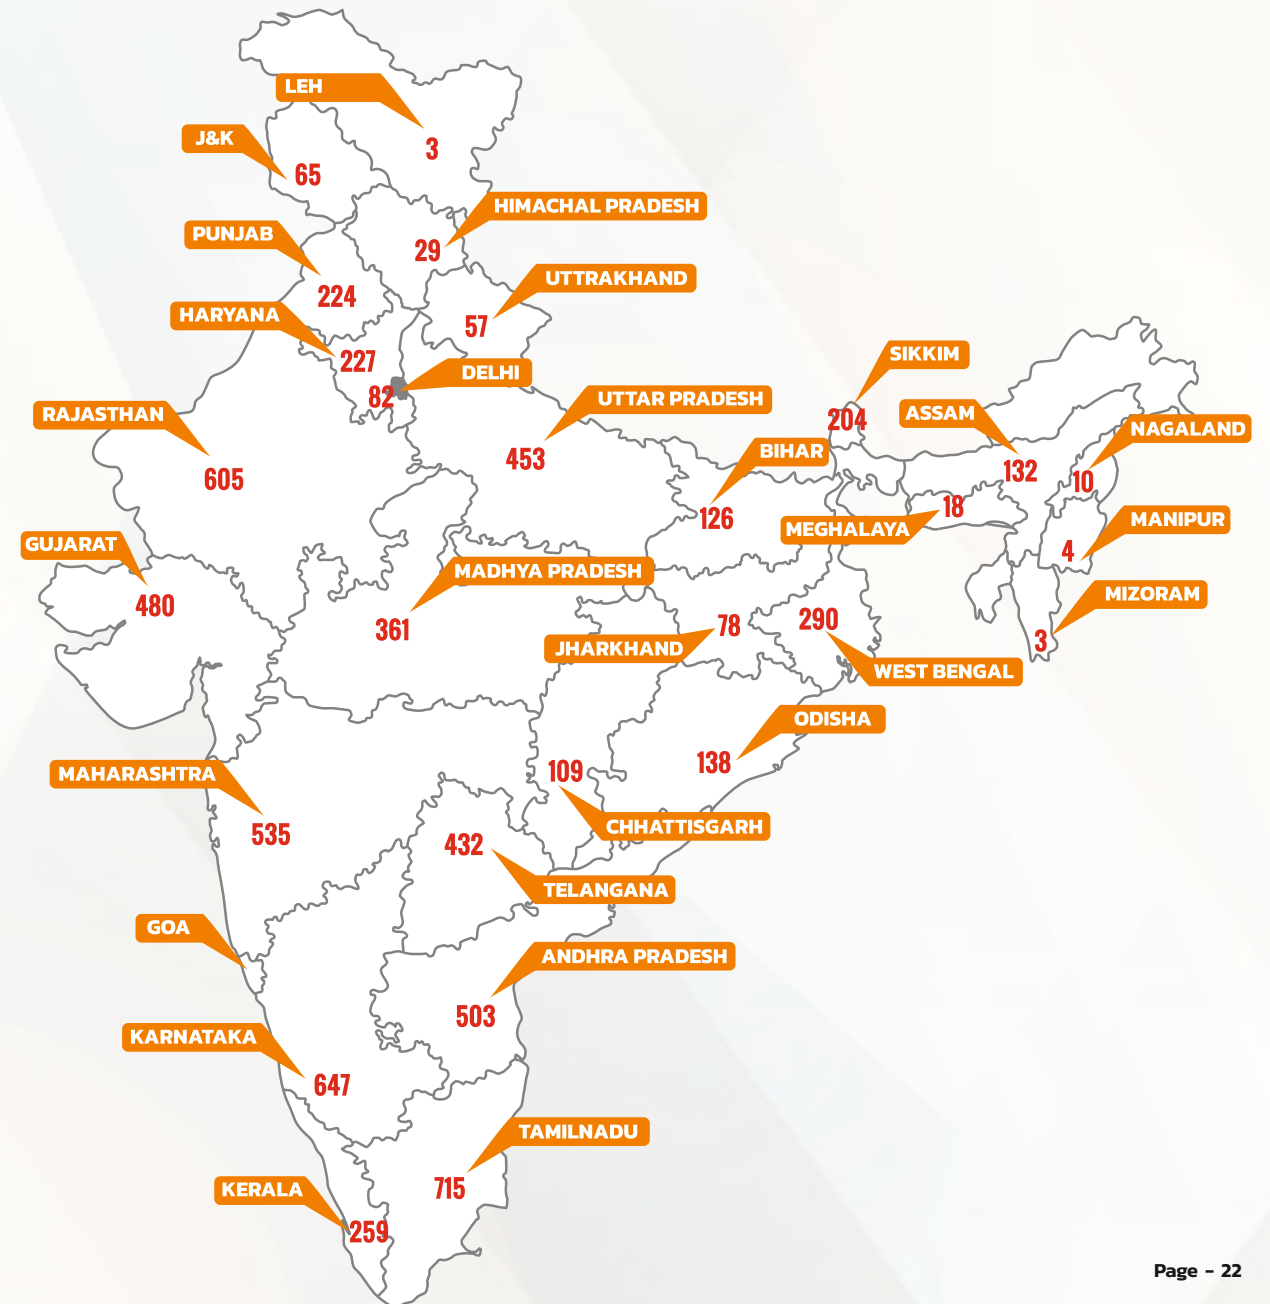 LEH
3
J&K
65
HIMACHAL PRADESH
29
PUNJAB
224
UTTRAKHAND
57
HARYANA
227
DELHI
82
SIKKIM
204
UTTAR PRADESH
453
RAJASTHAN
605
ASSAM
132
NAGALAND
10
BIHAR
126
MEGHALAYA
18
MANIPUR
4
GUJARAT
480
MADHYA PRADESH
361
MIZORAM
3
JHARKHAND
78
290
WEST BENGAL
ODISHA
138
MAHARASHTRA
535
109
CHHATTISGARH
432
TELANGANA
GOA
ANDHRA PRADESH
503
KARNATAKA
647
TAMILNADU
715
KERALA
259
Page - 22